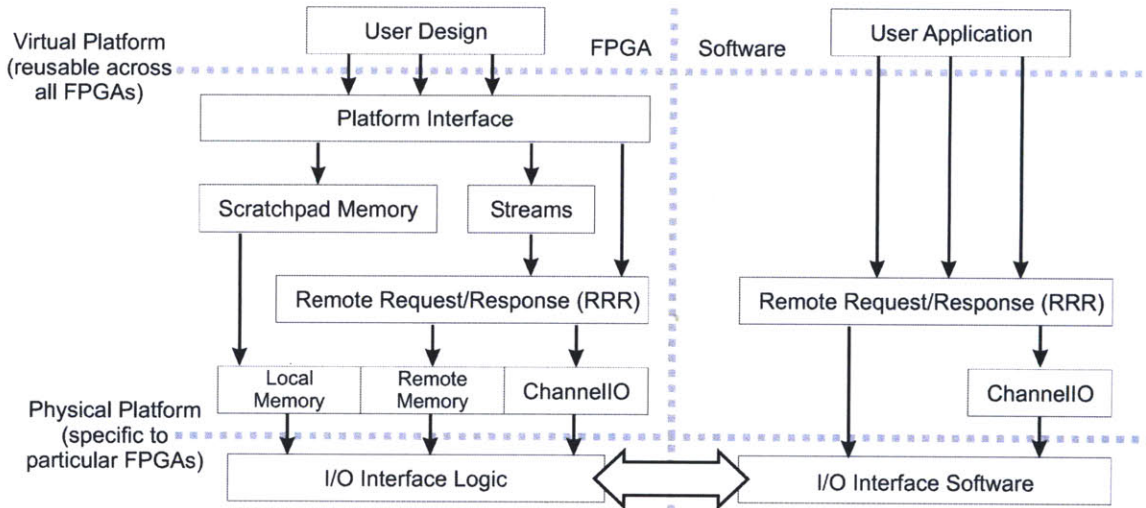 User Design
FPGA
Software
User Application
Virtual Platform
(reusable across
all FPGAs)
Platform Interface
Scratchpad Memory
Streams
Remote Request/Response (RRR)
Remote Request/Response (RRR)
Local
Memory
Remote
Memory
ChannelIO
ChannelIO
Physical Platform
(specific to
particular FPGAs)
I/O Interface Logic
I/O Interface Software